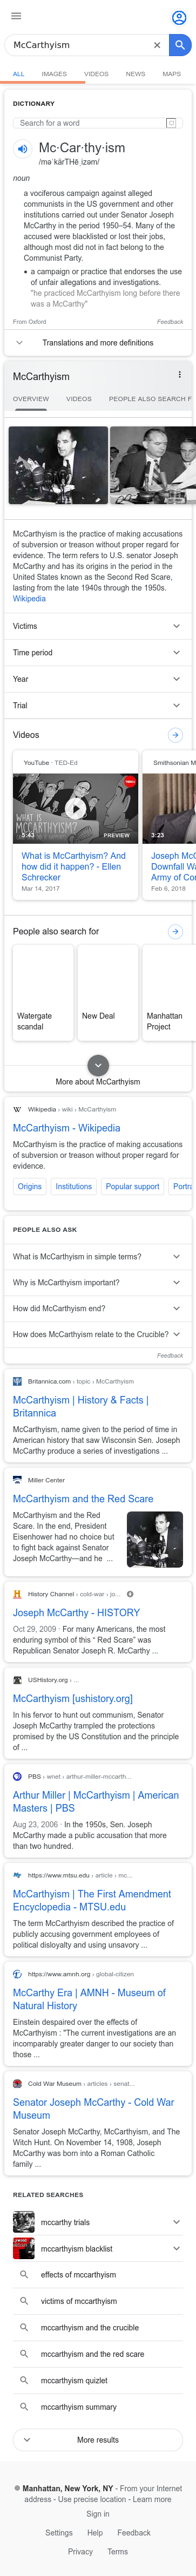 McCarthyism
ALL IMAGES VIDEOS NEWS MAPS
DICTIONARY
Search for a word
Mc·Car·thy·ism
/məˈkärTHēˌizəm/
noun
a vociferous campaign against alleged
communists in the US government and other
institutions carried out under Senator Joseph
McCarthy in the period 1950–54. Many of the
accused were blacklisted or lost their jobs,
although most did not in fact belong to the
Communist Party.
• a campaign or practice that endorses the use
of unfair allegations and investigations.
"he practiced McCarthyism long before there
was a McCarthy"
From Oxford Feedback
Translations and more definitions
McCarthyism
OVERVIEW VIDEOS PEOPLE ALSO SEARCH F
McCarthyism is the practice of making accusations
of subversion or treason without proper regard for
evidence. The term refers to U.S. senator Joseph
McCarthy and has its origins in the period in the
United States known as the Second Red Scare,
lasting from the late 1940s through the 1950s.
Wikipedia
Victims
Time period
Year
Trial
Videos
YouTube · TED-Ed
Smithsonian M
WHAT IS
McCARTHYISM?
5:43 PREVIEW
3:23
What is McCarthyism? And
how did it happen? - Ellen
Schrecker
Mar 14, 2017
Joseph McC
Downfall Wa
Army of Co
Feb 6, 2018
People also search for
Watergate
scandal
New Deal
Manhattan
Project
More about McCarthyism
W Wikipedia › wiki › McCarthyism
McCarthyism - Wikipedia
McCarthyism is the practice of making accusations
of subversion or treason without proper regard for
evidence.
Origins Institutions Popular support Portra
PEOPLE ALSO ASK
What is McCarthyism in simple terms?
Why is McCarthyism important?
How did McCarthyism end?
How does McCarthyism relate to the Crucible?
Feedback
Britannica.com › topic › McCarthyism
McCarthyism | History & Facts |
Britannica
McCarthyism, name given to the period of time in
American history that saw Wisconsin Sen. Joseph
McCarthy produce a series of investigations ...
Miller Center
McCarthyism and the Red Scare
McCarthyism and the Red
Scare. In the end, President
Eisenhower had no choice but
to fight back against Sen.
Joseph McCarthy—and he ...
H History Channel › cold-war › jo...
Joseph McCarthy - HISTORY
Oct 29, 2009 · For many Americans, the most
enduring symbol of this “ Red Scare” was
Republican Senator Joseph R. McCarthy ...
USHistory.org › ...
McCarthyism [ushistory.org]
In his fervor to hunt out communism, Senator
Joseph McCarthy trampled the protections
promised by the US Constitution and the principle
of ...
PBS › wnet › arthur-miller-mccarth...
Arthur Miller | McCarthyism | American
Masters | PBS
Aug 23, 2006 · In the 1950s, Sen. Joseph
McCarthy made a public accusation that more
than two hundred.
https://www.mtsu.edu › article › mc...
McCarthyism | The First Amendment
Encyclopedia - MTSU.edu
The term McCarthyism described the practice of
publicly accusing government employees of
political disloyalty and using unsavory ...
https://www.amnh.org › global-citizen
McCarthy Era | AMNH - Museum of
Natural History
Einstein despaired over the effects of
McCarthyism : "The current investigations are an
incomparably greater danger to our society than
those ...
Cold War Museum › articles › senat...
Senator Joseph McCarthy - Cold War
Museum
Senator Joseph McCarthy, McCarthyism, and The
Witch Hunt. On November 14, 1908, Joseph
McCarthy was born into a Roman Catholic
family ...
RELATED SEARCHES
mccarthy trials
mccarthyism blacklist
effects of mccarthyism
victims of mccarthyism
mccarthyism and the crucible
mccarthyism and the red scare
mccarthyism quizlet
mccarthyism summary
More results
Manhattan, New York, NY - From your Internet
address - Use precise location - Learn more
Sign in
Settings Help Feedback
Privacy Terms